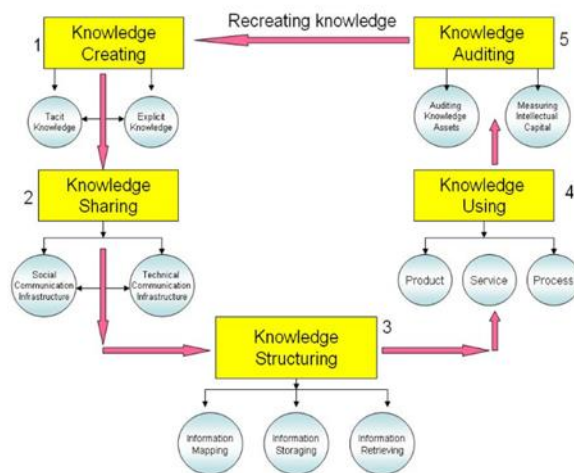 Recreating knowledge
1
Knowledge
Creating
Knowledge
Auditing
5
Tacit
Knowledge
Explicit
Knowledge
Auditing
Knowledge
Assets
Measuring
Intellectual
Capital
2
Knowledge
Sharing
Knowledge
Using
4
Social
Communication
Infrastructure
Technical
Communication
Infrastructure
Product
Service
Process
Knowledge
Structuring
3
Information
Mapping
Information
Storaging
Information
Retrieving